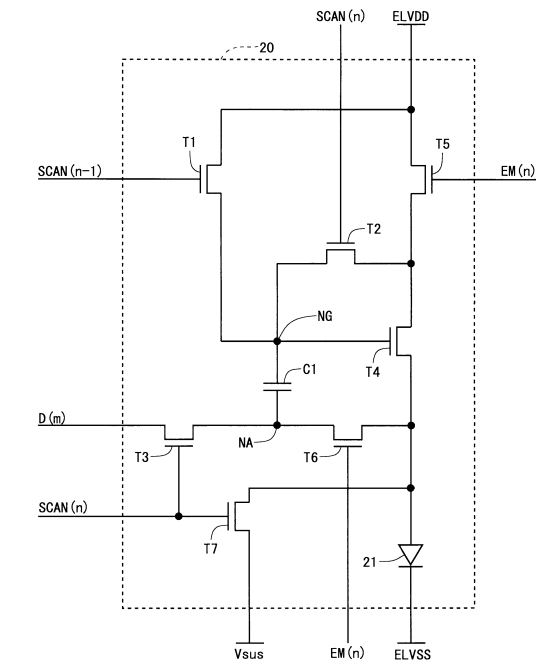 SCAN(n) ELVDD
20
T1
T5
SCAN(n-1)
EM(n)
T2
NG
T4
C1
D(m)
NA
T3
T6
SCAN(n)
T7
21
Vsus
EM(n)
ELVSS